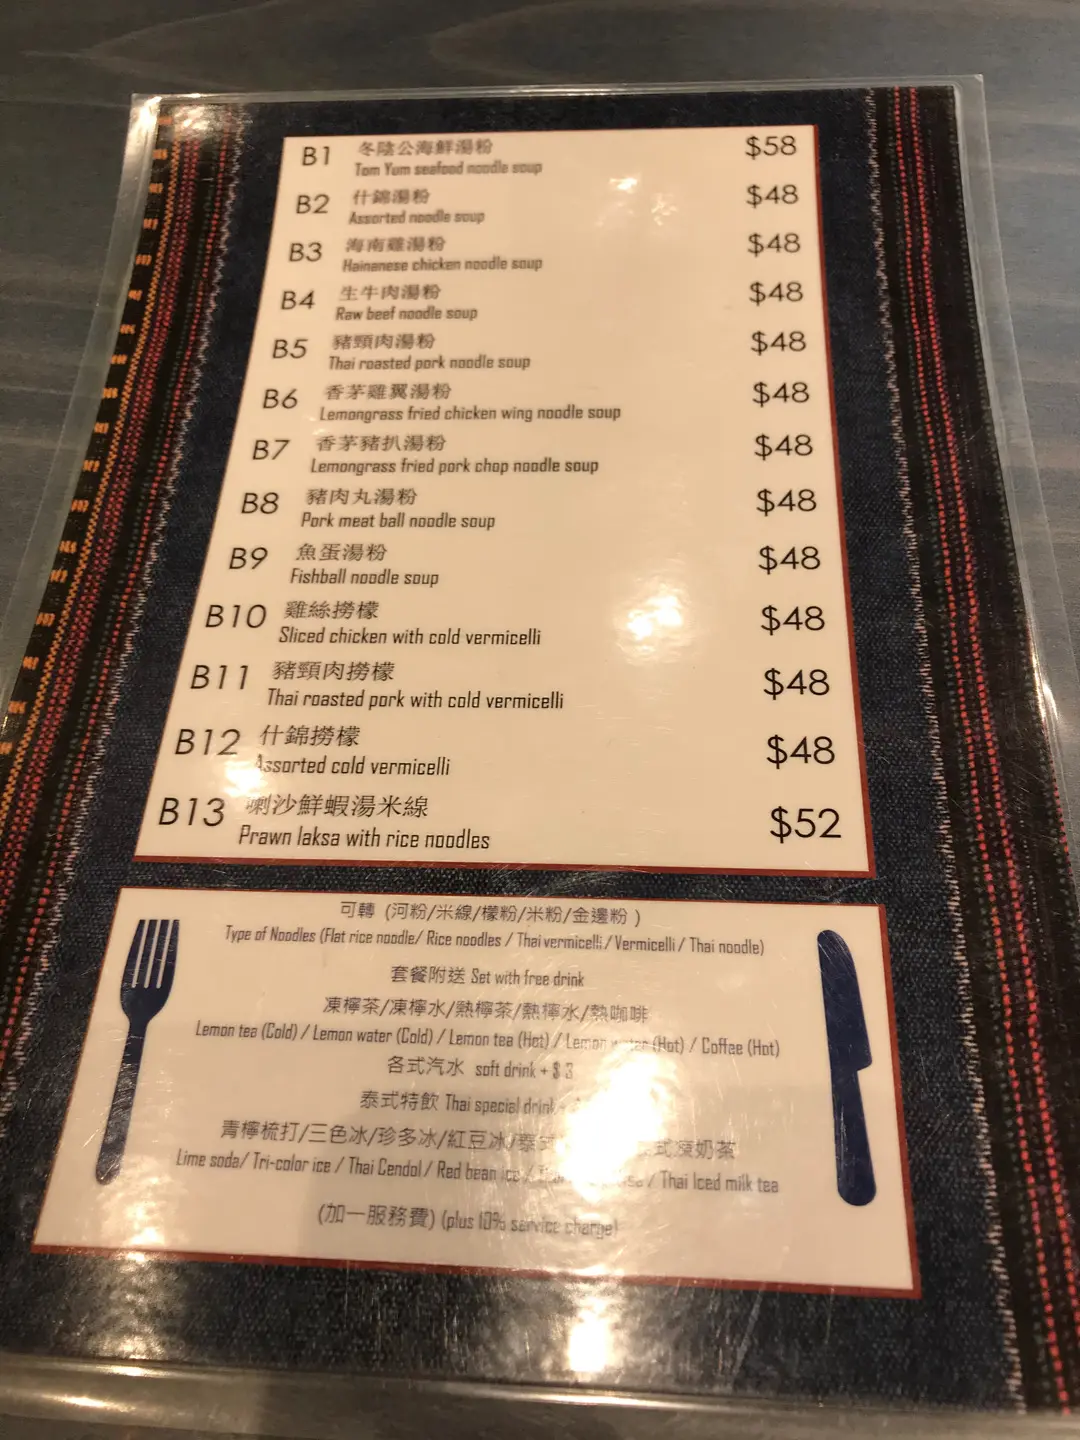 B1 冬陰公海鮮湯粉 $58
Tom Yum seafood noodle soup
B2 什錦湯粉 $48
Assorted noodle soup
B3 海南雞湯粉 $48
Hainanese chicken noodle soup
B4 生牛肉湯粉 $48
Raw beef noodle soup
B5 豬頸肉湯粉 $48
Thai roasted pork noodle soup
B6 香茅雞翼湯粉 $48
Lemongrass fried chicken wing noodle soup
B7 香茅豬扒湯粉 $48
Lemongrass fried pork chop noodle soup
B8 豬肉丸湯粉 $48
Pork meat ball noodle soup
B9 魚蛋湯粉 $48
Fishball noodle soup
B10 雞絲撈檬 $48
Sliced chicken with cold vermicelli
B11 豬頸肉撈檬 $48
Thai roasted pork with cold vermicelli
B12 什錦撈檬 $48
Assorted cold vermicelli
B13 喇沙鮮蝦湯米線 $52
Prawn laksa with rice noodles
可轉 (河粉/米線/檬粉/米粉/金邊粉 )
Type of Noodles (Flat rice noodle/ Rice noodles / Thai vermicelli / Vermicelli / Thai noodle)
套餐附送 Set with free drink
凍檸茶/凍檸水/熱檸茶/熱檸水/熱咖啡
Lemon tea (Cold) / Lemon water (Cold) / Lemon tea (Hot) / Lemon water (Hot) / Coffee (Hot)
各式汽水 soft drink + $ 3
泰式特飲 Thai special drink +
青檸梳打/三色冰/珍多冰/紅豆冰/泰式 式凍奶茶
Lime soda/ Tri-color ice / Thai Cendol / Red bean ice / / Thai Iced milk tea
(加一服務費) (plus 10% service charge)